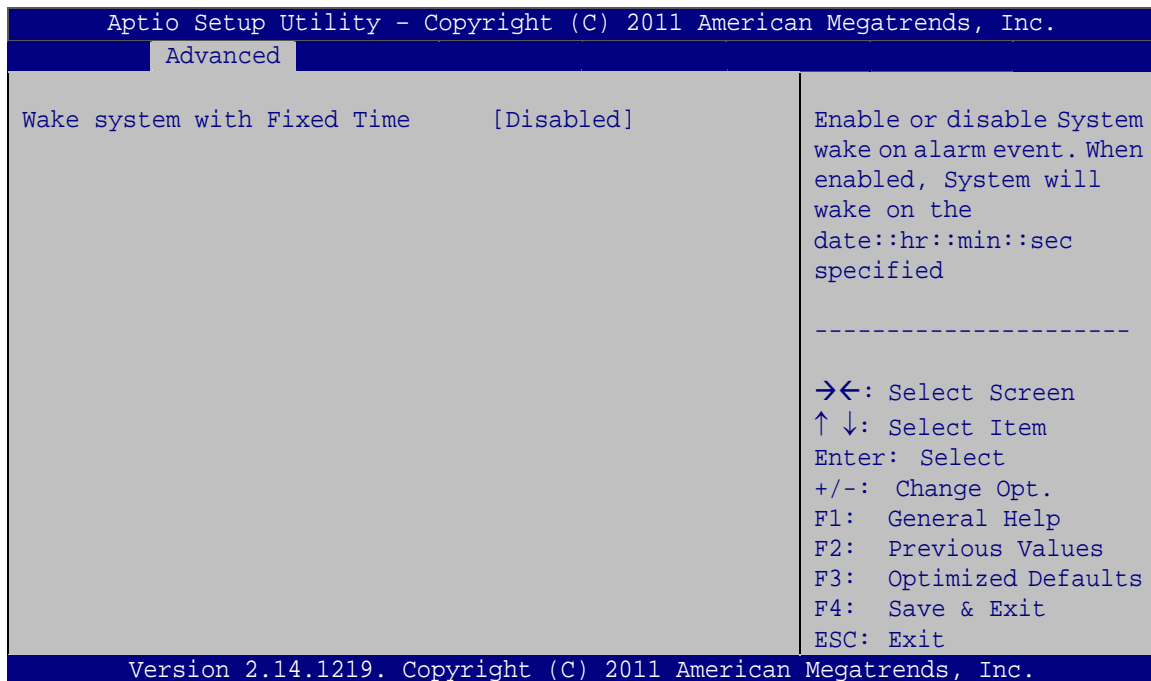 Aptio Setup Utility – Copyright (C) 2011 American Megatrends, Inc.
Advanced
Wake system with Fixed Time [Disabled]
Enable or disable System
wake on alarm event. When
enabled, System will
wake on the
date::hr::min::sec
specified
----------------------
→←: Select Screen
↑ ↓: Select Item
Enter: Select
+/-: Change Opt.
F1: General Help
F2: Previous Values
F3: Optimized Defaults
F4: Save & Exit
ESC: Exit
Version 2.14.1219. Copyright (C) 2011 American Megatrends, Inc.